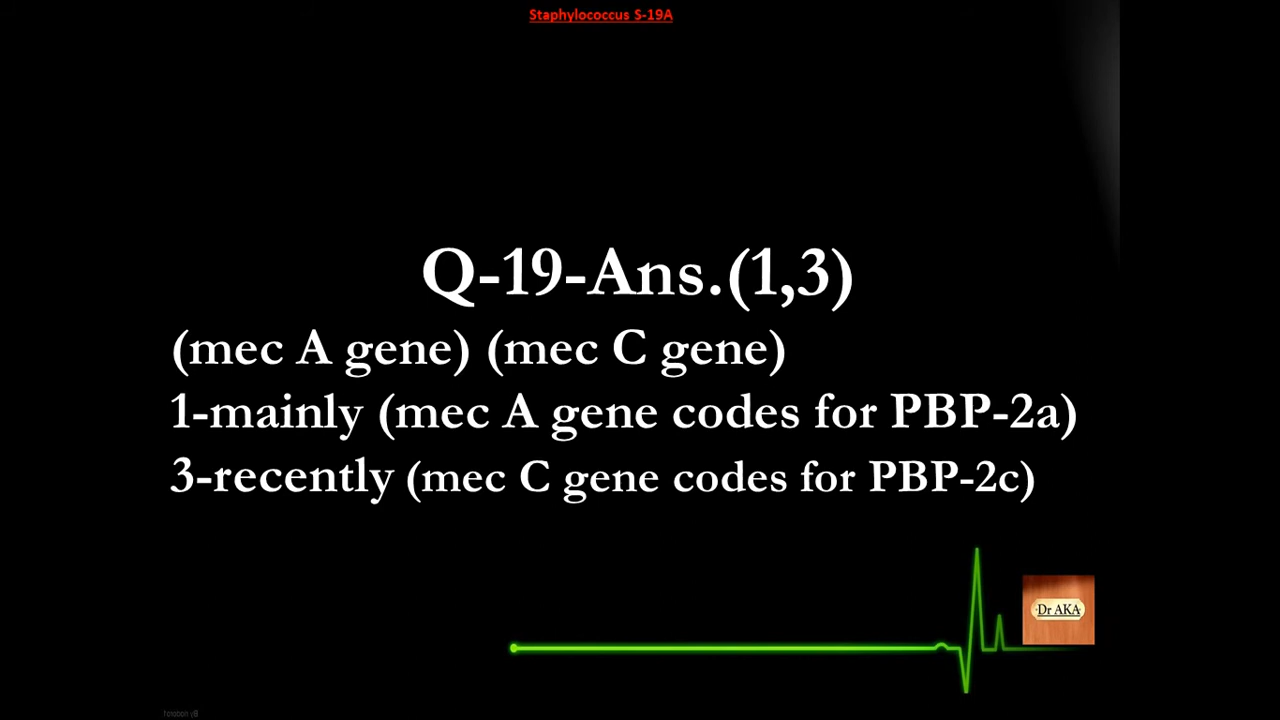 Staphylococcus S-19A
Q-19-Ans.(1,3)
(mec A gene) (mec C gene)
1-mainly (mec A gene codes for PBP-2a)
3-recently (mec C gene codes for PBP-2c)
Dr AKA